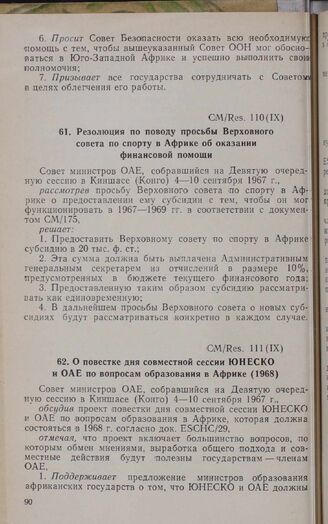 6. Просит Совет Безопасности оказать всю необходимую
помощь с тем, чтобы вышеуказанный Совет ООН мог обосно-
ваться в Юго-Западной Африке и успешно выполнить свои
полномочия;
7. Призывает все государства сотрудничать с Советом
в целях облегчения его работы.
CM/Res. 110 (IX)
61. Резолюция по поводу просьбы Верховного
совета по спорту в Африке об оказании
финансовой помощи
Совет министров ОАЕ, собравшийся на Девятую очеред-
ную сессию в Киншасе (Конго) 4—10 сентября 1967 г.,
рассмотрев просьбу Верховного совета по спорту в Аф-
рике о предоставлении ему субсидии с тем, чтобы он мог
функционировать в 1967—1969 гг. в соответствии с докумен-
том CM/175,
решает:
1. Предоставить Верховному совету по спорту в Африке
субсидию в 20 тыс. ф. ст.;
2. Эта сумма должна быть выплачена Административным
генеральным секретарем из отчислений в размере 10%,
предусмотренных в бюджете текущего финансового года;
3. Предоставленную таким образом субсидию рассматри-
вать как единовременную;
4. В дальнейшем просьбы Верховного совета о новых суб-
сидиях будут рассматриваться конкретно в каждом случае.
CM/Res. 111 (IX)
62. О повестке дня совместной сессии ЮНЕСКО
и ОАЕ по вопросам образования в Африке (1968)
Совет министров ОАЕ, собравшийся на Девятую очеред-
ную сессию в Киншасе (Конго) 4—10 сентября 1967 г.,
обсудив проект повестки дня совместной сессии ЮНЕСКО
и ОАЕ по вопросам образования в Африке, которая должна
состояться в 1968 г. согласно док. ESCHC/29,
отмечая, что проект включает большинство вопросов, по
которым обмен мнениями, выработка общего подхода и сов-
местные действия будут полезны государствам — членам
ОАЕ,
1. Поддерживает предложение министров образования
африканских государств о том, что ЮНЕСКО и ОАЕ должны
90